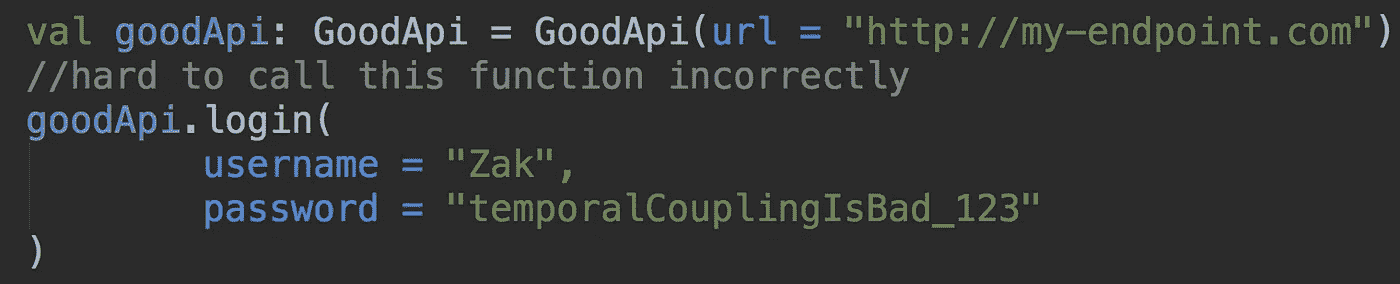 val goodApi: GoodApi = GoodApi(url = "http://my-endpoint.com")
//hard to call this function incorrectly
goodApi.login(
        username = "Zak",
        password = "temporalCouplingIsBad_123"
)